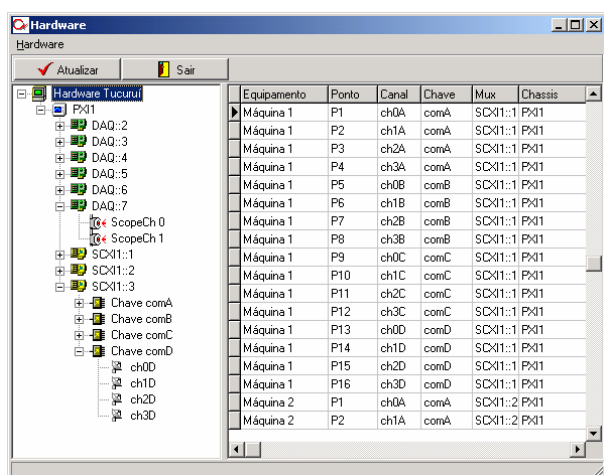 Hardware
Hardware
Atualizar Sair
Hardware Tucuruí
PXI1
DAQ::2
DAQ::3
DAQ::4
DAQ::5
DAQ::6
DAQ::7
ScopeCh 0
ScopeCh 1
SCXI1::1
SCXI1::2
SCXI1::3
Chave comA
Chave comB
Chave comC
Chave comD
ch0D
ch1D
ch2D
ch3D
Equipamento Ponto Canal Chave Mux Chassis
Máquina 1 P1 ch0A comA SCXI1::1 PXI1
Máquina 1 P2 ch1A comA SCXI1::1 PXI1
Máquina 1 P3 ch2A comA SCXI1::1 PXI1
Máquina 1 P4 ch3A comA SCXI1::1 PXI1
Máquina 1 P5 ch0B comB SCXI1::1 PXI1
Máquina 1 P6 ch1B comB SCXI1::1 PXI1
Máquina 1 P7 ch2B comB SCXI1::1 PXI1
Máquina 1 P8 ch3B comB SCXI1::1 PXI1
Máquina 1 P9 ch0C comC SCXI1::1 PXI1
Máquina 1 P10 ch1C comC SCXI1::1 PXI1
Máquina 1 P11 ch2C comC SCXI1::1 PXI1
Máquina 1 P12 ch3C comC SCXI1::1 PXI1
Máquina 1 P13 ch0D comD SCXI1::1 PXI1
Máquina 1 P14 ch1D comD SCXI1::1 PXI1
Máquina 1 P15 ch2D comD SCXI1::1 PXI1
Máquina 1 P16 ch3D comD SCXI1::1 PXI1
Máquina 2 P1 ch0A comA SCXI1::2 PXI1
Máquina 2 P2 ch1A comA SCXI1::2 PXI1